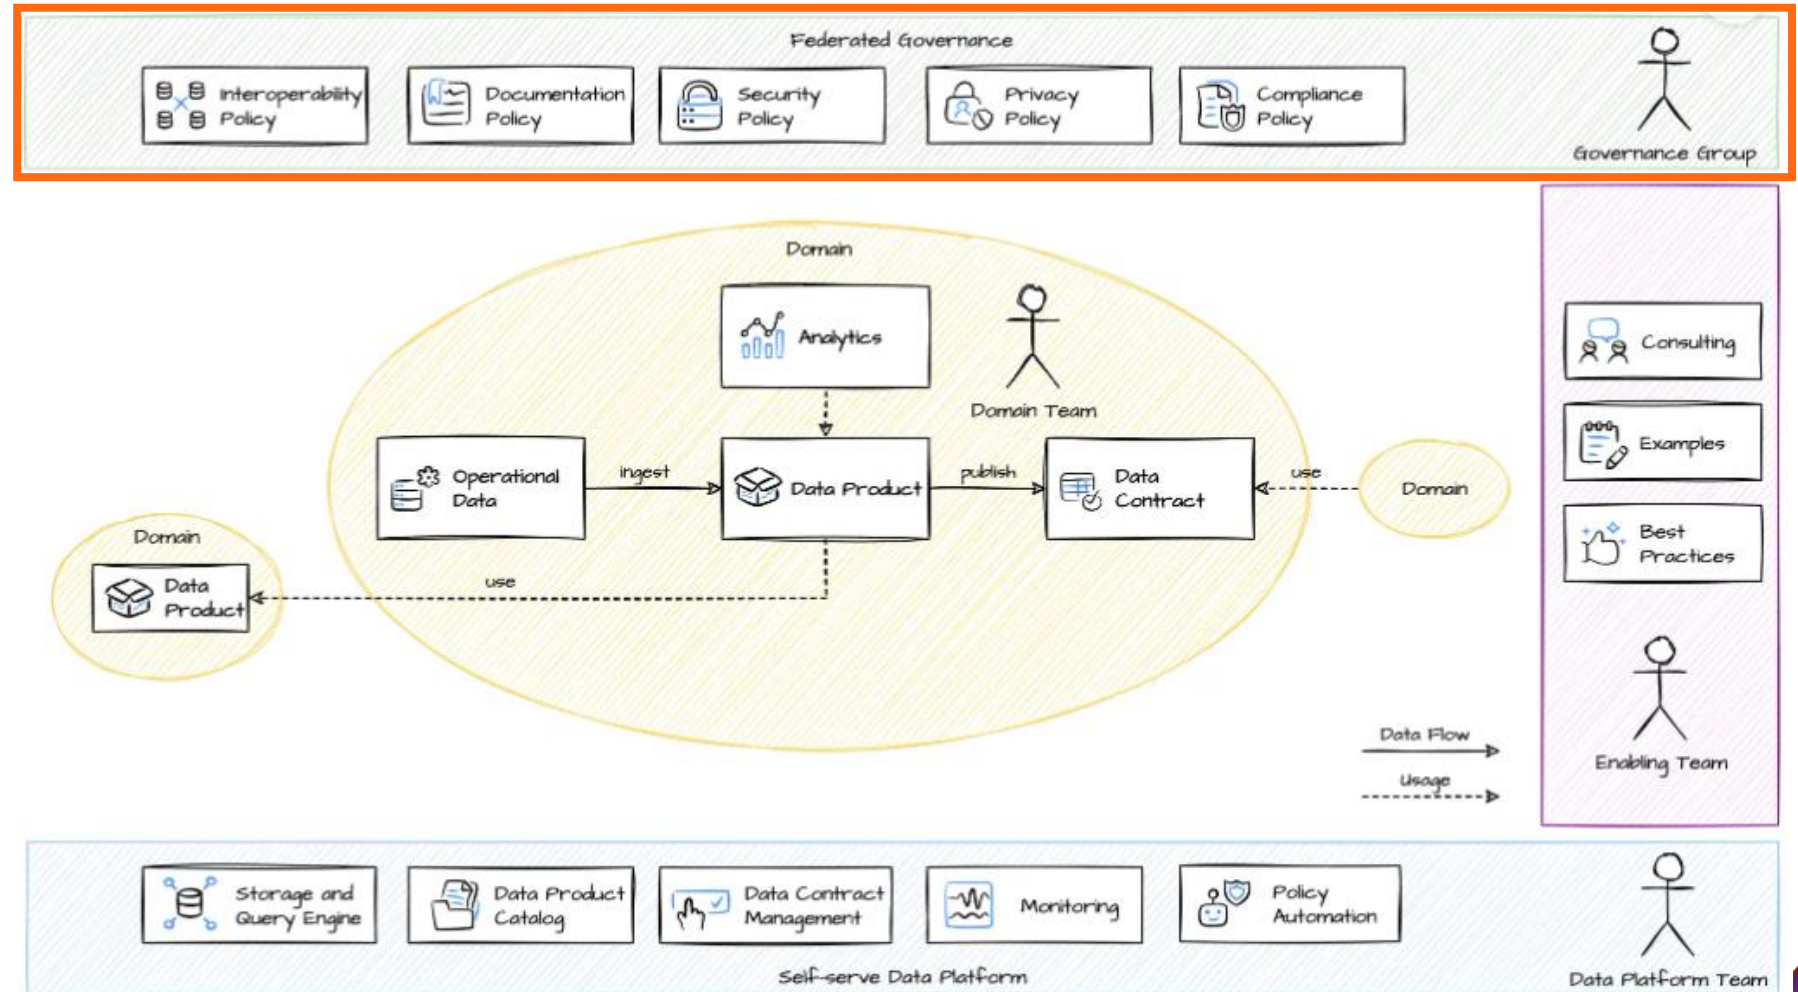 Federated Governance
Interoperability
Policy
Documentation
Policy
Security
Policy
Privacy
Policy
Compliance
Policy
Governance Group
Domain
Analytics
Domain Team
Operational
Data
ingest
Data Product
publish
Data
Contract
use
Domain
Domain
Data
Product
use
Consulting
Examples
Best
Practices
Enabling Team
Data Flow
Usage
Storage and
Query Engine
Data Product
Catalog
Data Contract
Management
Monitoring
Policy
Automation
Self-serve Data Platform
Data Platform Team